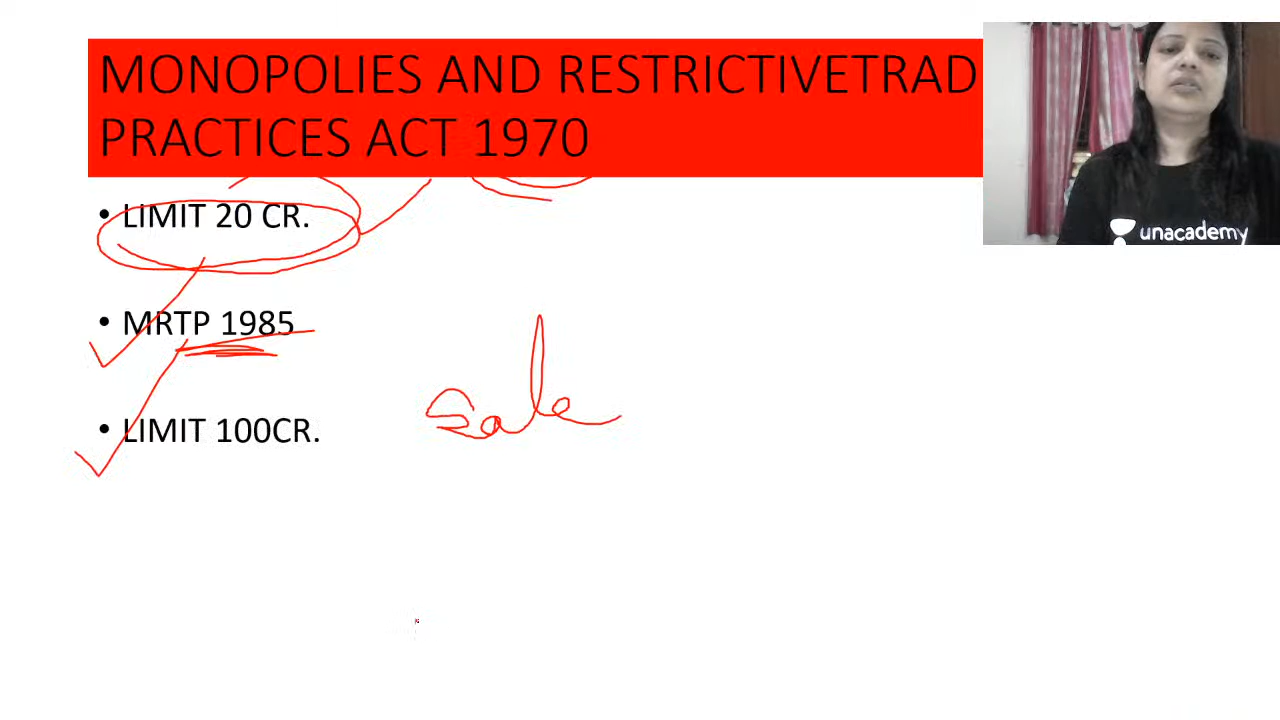 MONOPOLIES AND RESTRICTIVETRAD
PRACTICES ACT 1970
• LIMIT 20 CR.
• MRTP 1985
• LIMIT 100CR.
sale
unacademy